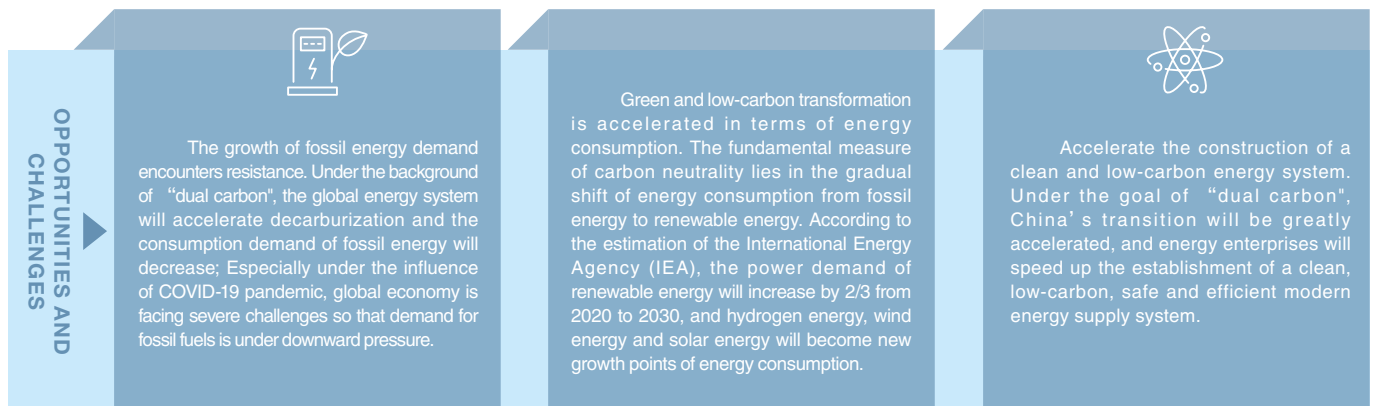 OPPORTUNITIES AND
CHALLENGES
The growth of fossil energy demand
encounters resistance. Under the background
of “dual carbon", the global energy system
will accelerate decarburization and the
consumption demand of fossil energy will
decrease; Especially under the influence
of COVID-19 pandemic, global economy is
facing severe challenges so that demand for
fossil fuels is under downward pressure.
Green and low-carbon transformation
is accelerated in terms of energy
consumption. The fundamental measure
of carbon neutrality lies in the gradual
shift of energy consumption from fossil
energy to renewable energy. According to
the estimation of the International Energy
Agency (IEA), the power demand of
renewable energy will increase by 2/3 from
2020 to 2030, and hydrogen energy, wind
energy and solar energy will become new
growth points of energy consumption.
Accelerate the construction of a
clean and low-carbon energy system.
Under the goal of “dual carbon",
China’s transition will be greatly
accelerated, and energy enterprises will
speed up the establishment of a clean,
low-carbon, safe and efficient modern
energy supply system.